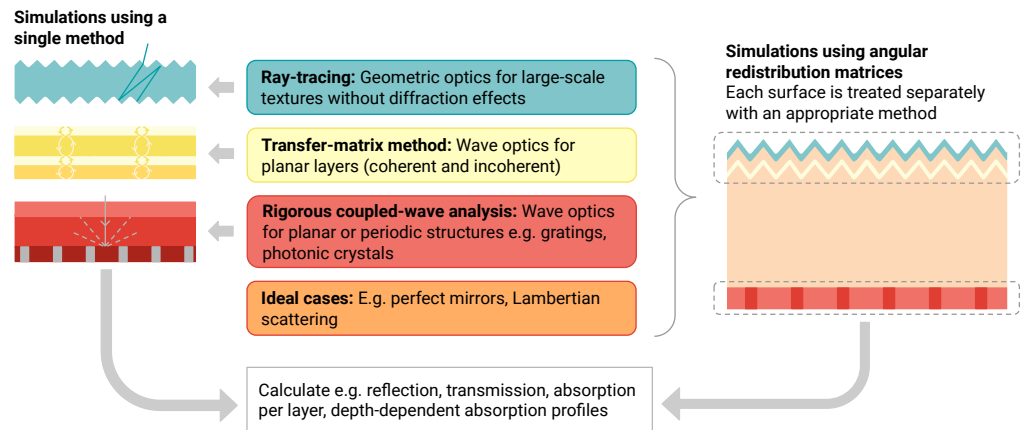 Simulations using a
single method
Ray-tracing: Geometric optics for large-scale
textures without diffraction effects
Transfer-matrix method: Wave optics for
planar layers (coherent and incoherent)
Rigorous coupled-wave analysis: Wave optics
for planar or periodic structures e.g. gratings,
photonic crystals
Ideal cases: E.g. perfect mirrors, Lambertian
scattering
Simulations using angular
redistribution matrices
Each surface is treated separately
with an appropriate method
Calculate e.g. reflection, transmission, absorption
per layer, depth-dependent absorption profiles